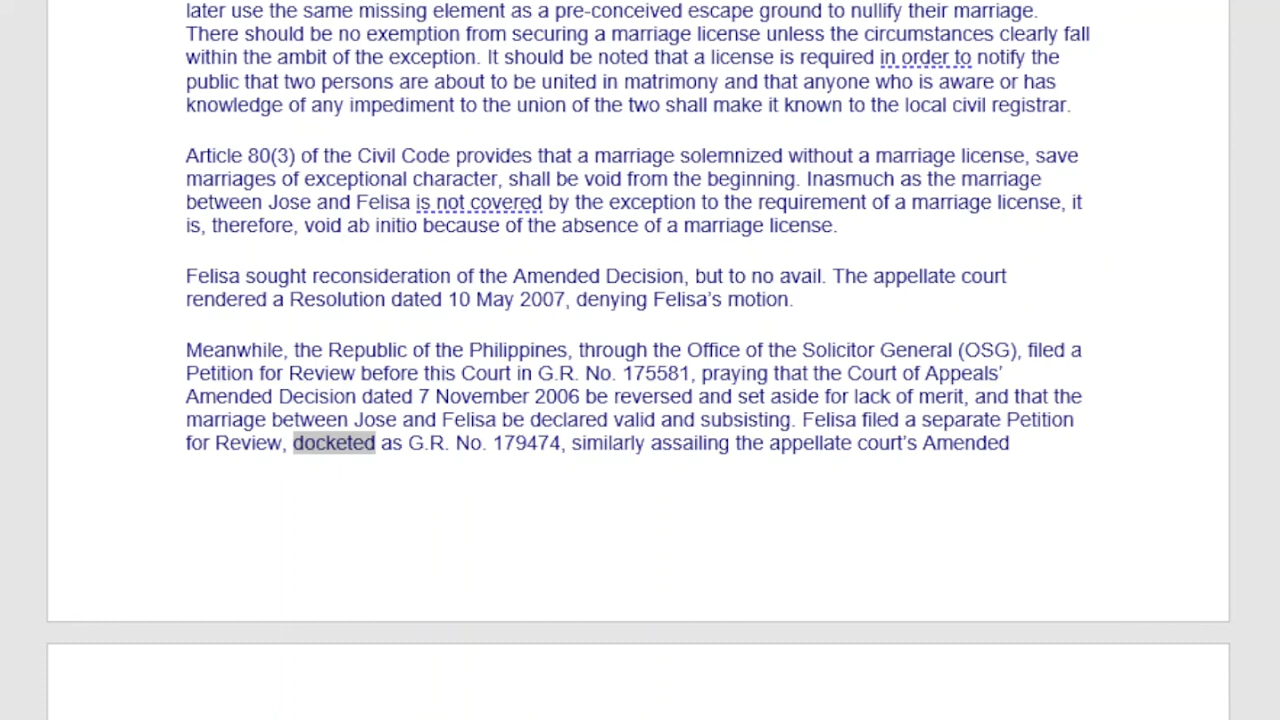 later use the same missing element as a pre-conceived escape ground to nullify their marriage.
There should be no exemption from securing a marriage license unless the circumstances clearly fall
within the ambit of the exception. It should be noted that a license is required in order to notify the
public that two persons are about to be united in matrimony and that anyone who is aware or has
knowledge of any impediment to the union of the two shall make it known to the local civil registrar.
Article 80(3) of the Civil Code provides that a marriage solemnized without a marriage license, save
marriages of exceptional character, shall be void from the beginning. Inasmuch as the marriage
between Jose and Felisa is not covered by the exception to the requirement of a marriage license, it
is, therefore, void ab initio because of the absence of a marriage license.
Felisa sought reconsideration of the Amended Decision, but to no avail. The appellate court
rendered a Resolution dated 10 May 2007, denying Felisa’s motion.
Meanwhile, the Republic of the Philippines, through the Office of the Solicitor General (OSG), filed a
Petition for Review before this Court in G.R. No. 175581, praying that the Court of Appeals’
Amended Decision dated 7 November 2006 be reversed and set aside for lack of merit, and that the
marriage between Jose and Felisa be declared valid and subsisting. Felisa filed a separate Petition
for Review, docketed as G.R. No. 179474, similarly assailing the appellate court’s Amended